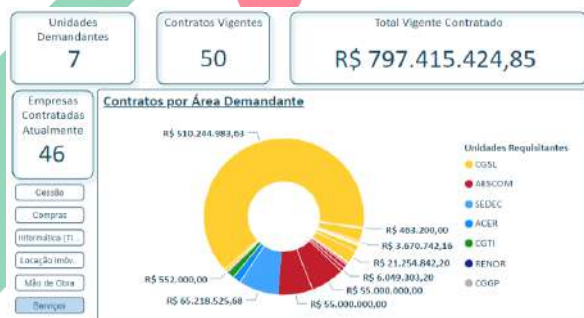 Unidades
Demandantes
7
Contratos Vigentes
50
Total Vigente Contratado
R$ 797.415.424,85
Empresas
Contratadas
Atualmente
46
Contratos por Área Demandante
R$ 510.244.983,63
Unidades Requisitantes
CGSL
AESCOM
SEDEC
ACER
CGTI
RENOR
CGGP
R$ 463.200,00
R$ 3.670.742,16
R$ 21.254.842,20
R$ 6.049.303,20
R$ 55.000.000,00
R$ 55.000.000,00
R$ 65.218.525,68
R$ 552.000,00
Cessão
Compras
Informática (TI...
Locação Imóv...
Mão de Obra
Serviços